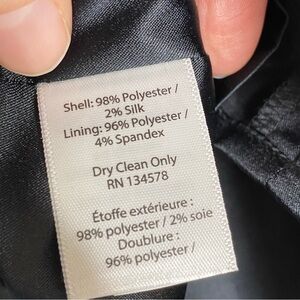 Shell: 98% Polyester /
2% Silk
Lining: 96% Polyester /
4% Spandex
Dry Clean Only
RN 134578
Étoffe extérieure :
98% polyester / 2% soie
Doublure :
96% polyester /